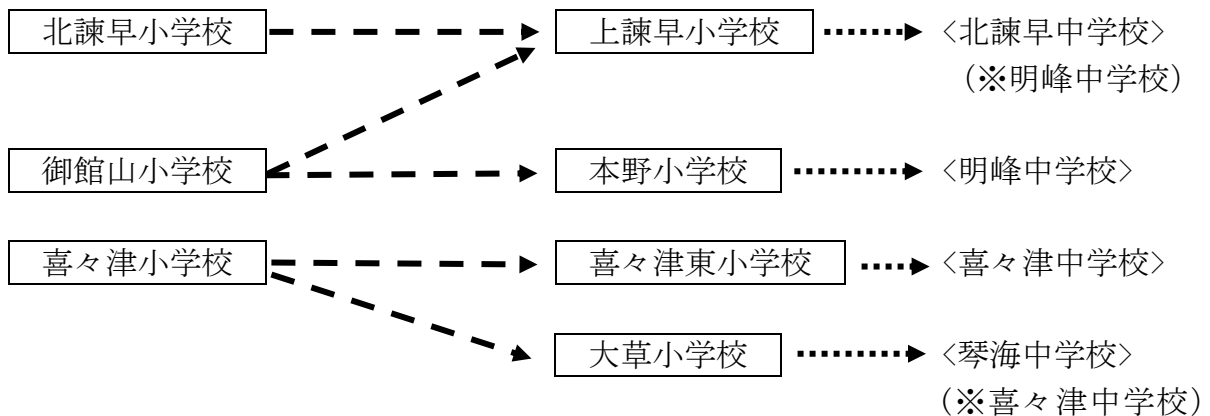 北諫早小学校 上諫早小学校 〈北諫早中学校〉
（※明峰中学校）
御館山小学校 本野小学校 〈明峰中学校〉
喜々津小学校 喜々津東小学校 〈喜々津中学校〉
大草小学校 〈琴海中学校〉
（※喜々津中学校）